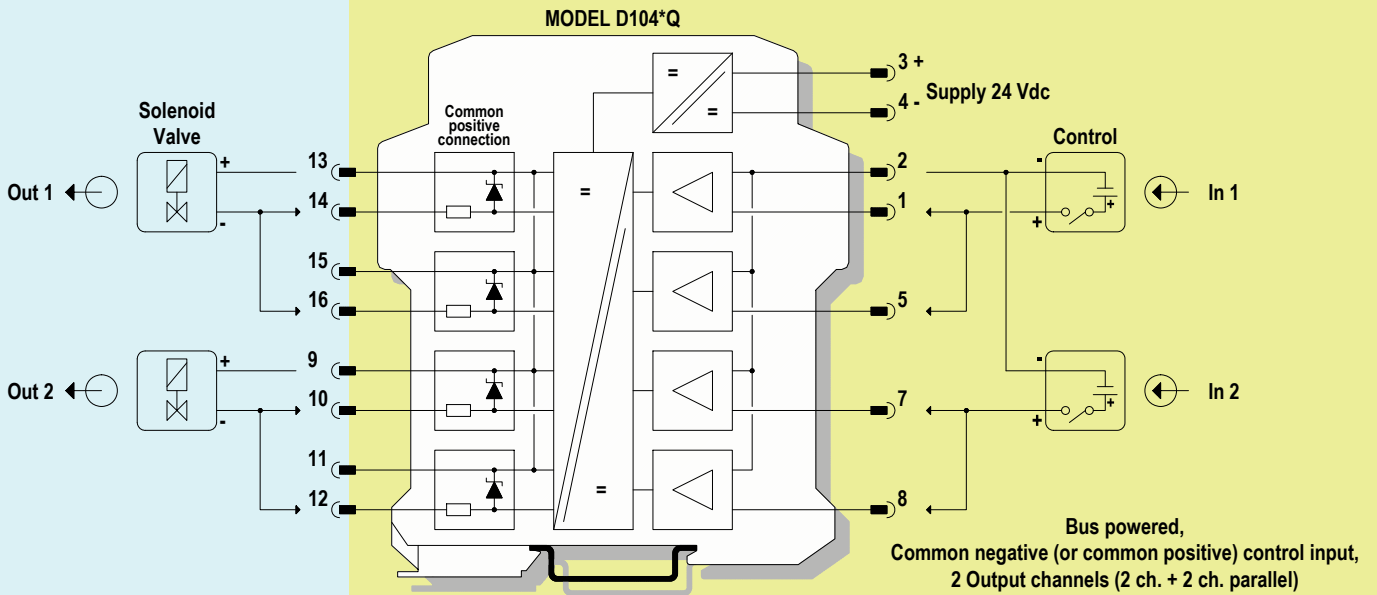 MODEL D104*Q
3 +
Supply 24 Vdc
4 -
Solenoid
Valve
Common
positive
connection
Control
=
=
+
13
2
-
Out 1
=
+
In 1
14
1
-
+
15
16
5
+
9
-
Out 2
+
In 2
10
7
-
+
11
12
=
8
Bus powered,
Common negative (or common positive) control input,
2 Output channels (2 ch. + 2 ch. parallel)